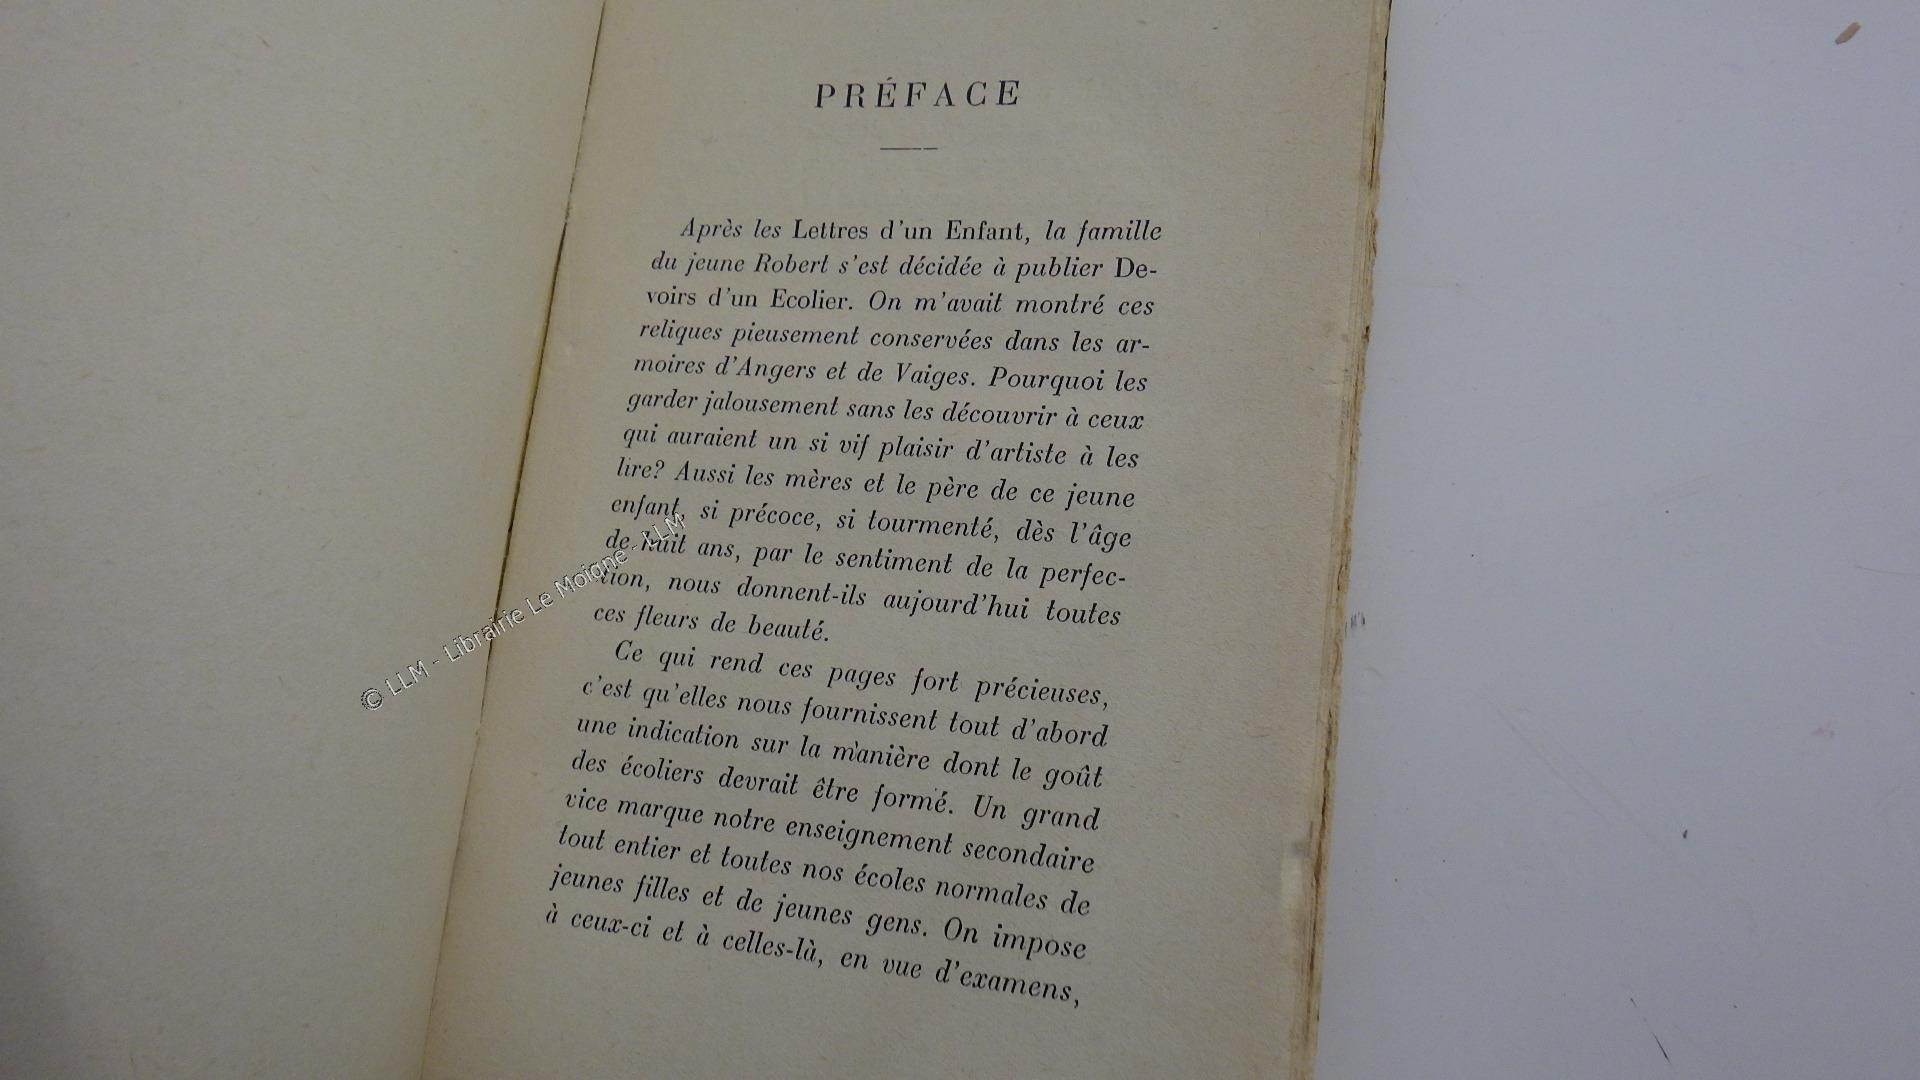 PRÉFACE
Après les Lettres d'un Enfant, la famille
du jeune Robert s'est décidée à publier De-
voirs d'un Ecolier. On m'avait montré ces
reliques pieusement conservées dans les ar-
moires d'Angers et de Vaiges. Pourquoi les
garder jalousement sans les découvrir à ceux
qui auraient un si vif plaisir d'artiste à les
lire? Aussi les mères et le père de ce jeune
enfant, si précoce, si tourmenté, dès l'âge
de huit ans, par le sentiment de la perfec-
tion, nous donnent-ils aujourd'hui toutes
ces fleurs de beauté.
Ce qui rend ces pages fort précieuses,
c'est qu'elles nous fournissent tout d'abord
une indication sur la manière dont le goût
des écoliers devrait être formé. Un grand
vice marque notre enseignement secondaire
tout entier et toutes nos écoles normales de
jeunes filles et de jeunes gens. On impose
à ceux-ci et à celles-là, en vue d'examens,
© LLM - Librairie Le Moigne - LLM